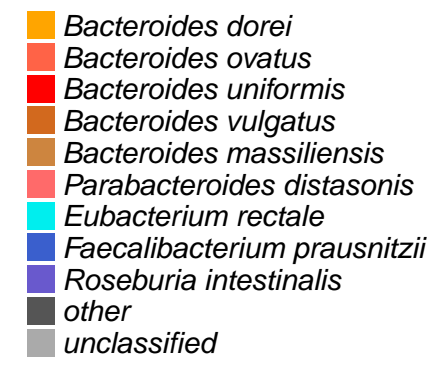 Bacteroides dorei
Bacteroides ovatus
Bacteroides uniformis
Bacteroides vulgatus
Bacteroides massiliensis
Parabacteroides distasonis
Eubacterium rectale
Faecalibacterium prausnitzii
Roseburia intestinalis
other
unclassified